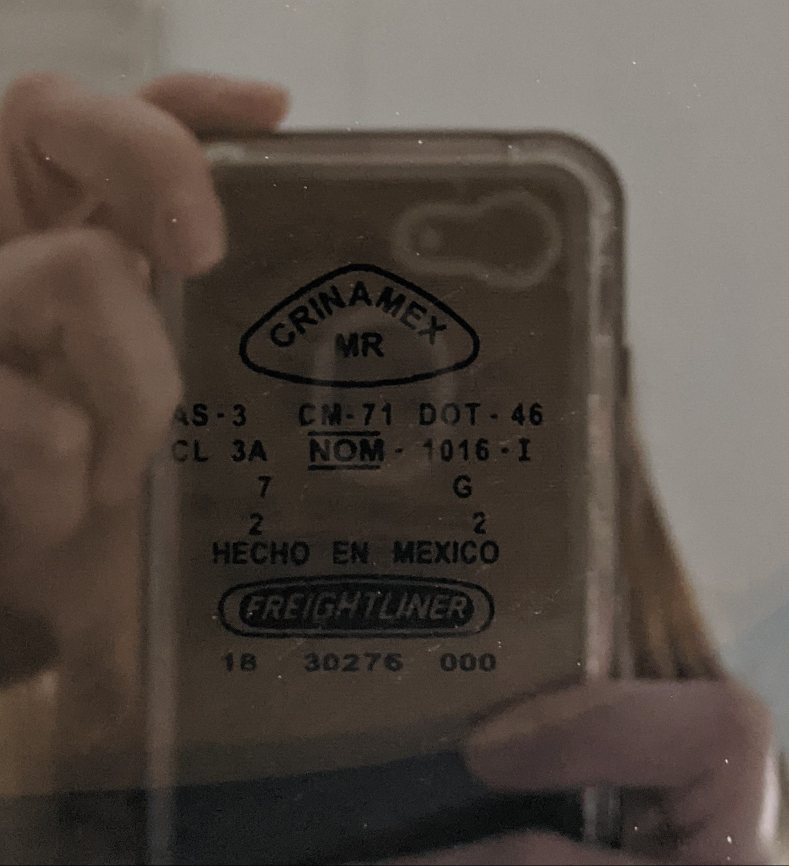 CRINAMEX
MR
AS-3 CM-71 DOT-46
CL 3A NOM-1016-I
7 G
2 2
HECHO EN MEXICO
FREIGHTLINER
18 30276 000